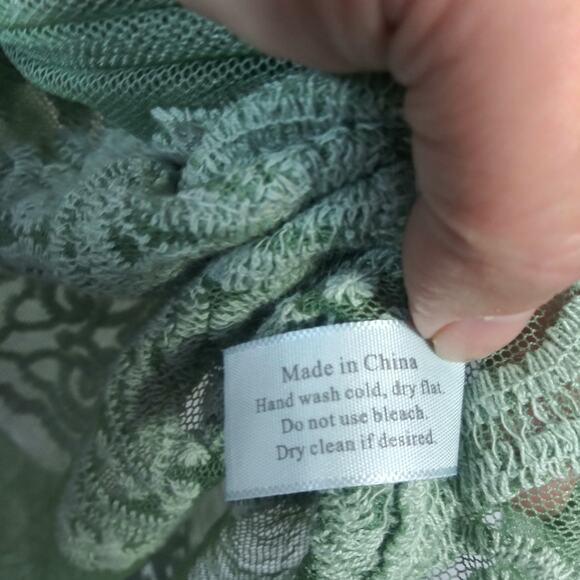 Made in China
Hand wash cold, dry flat.
Do not use bleach.
Dry clean if desired.